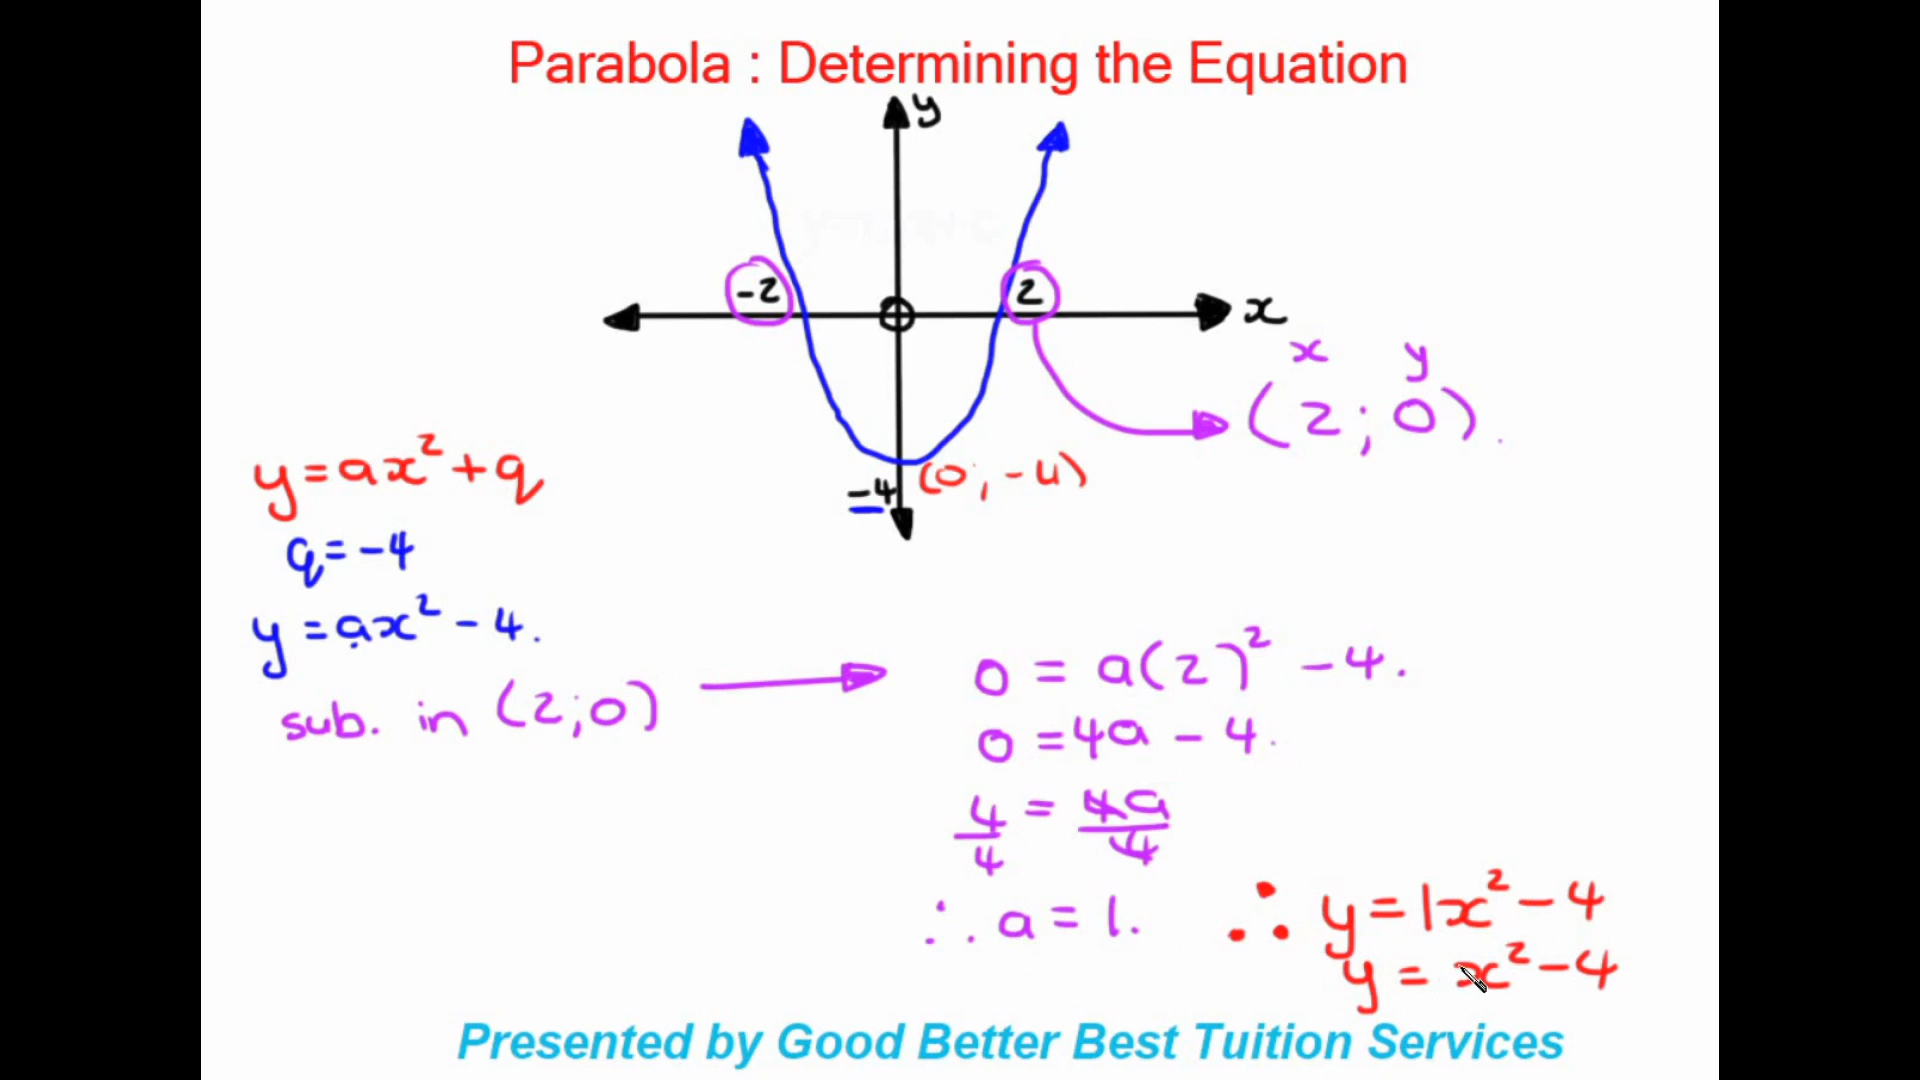 Parabola : Determining the Equation
y
-2
2
x
x y
(2;0).
-4
(0;-4)
y=ax²+q
q=-4
y=ax²-4.
sub. in (2;0)
0=a(2)²-4.
0=4a-4.
4/4=4a/4
∴a=1.
∴y=1x²-4
y=x²-4
Presented by Good Better Best Tuition Services